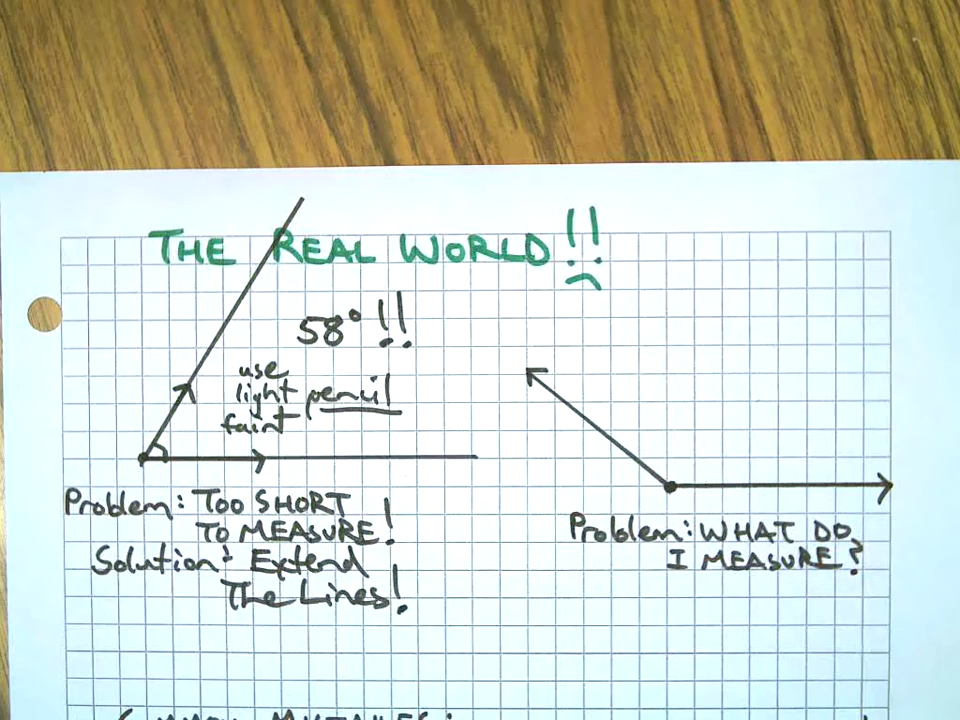 THE REAL WORLD!!
58°!!
use
light pencil
faint
Problem: TOO SHORT
TO MEASURE!
Solution: Extend
The Lines!
Problem: WHAT DO
I MEASURE?